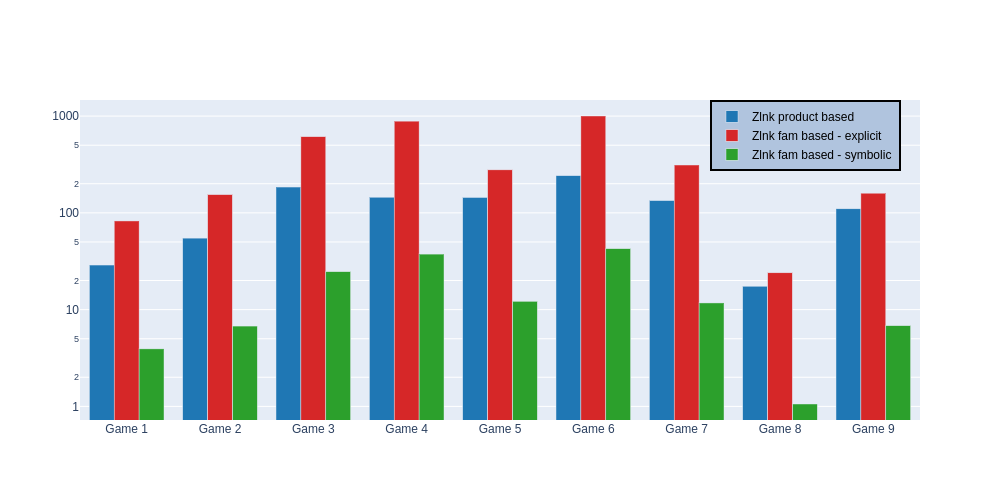 1000
5
2
100
5
2
10
5
2
1
Zlnk product based
Zlnk fam based - explicit
Zlnk fam based - symbolic
Game 1 Game 2 Game 3 Game 4 Game 5 Game 6 Game 7 Game 8 Game 9